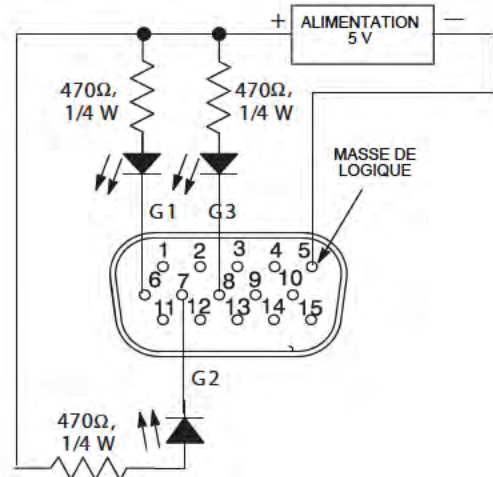 + ALIMENTATION —
5 V
470Ω,
1/4 W
470Ω,
1/4 W
MASSE DE
LOGIQUE
G1 G3
1 2 3 4 5
6 7 8 9 10
11 12 13 14 15
G2
470Ω,
1/4 W